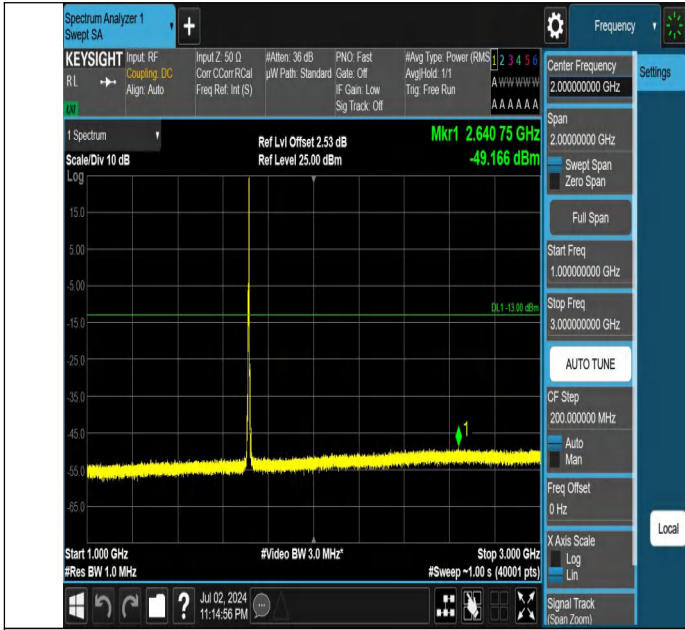 Spectrum Analyzer 1
Swept SA
+
Frequency
KEYSIGHT
RL
Input: RF
Coupling: DC
Align: Auto
Input Z: 50 Ω
Corr CCorr RCal
Freq Ref: Int (S)
#Atten: 36 dB
µW Path: Standard
PNO: Fast
Gate: Off
IF Gain: Low
Sig Track: Off
#Avg Type: Power (RMS
Avg|Hold: 1/1
Trig: Free Run
1 2 3 4 5 6
A W W W W W
A A A A A A
1 Spectrum
Scale/Div 10 dB
Ref Lvl Offset 2.53 dB
Ref Level 25.00 dBm
Mkr1 2.640 75 GHz
-49.166 dBm
Log
15.0
5.00
-5.00
DL1 -13.00 dBm
-15.0
-25.0
-35.0
-45.0
1
-55.0
-65.0
Start 1.000 GHz
#Res BW 1.0 MHz
#Video BW 3.0 MHz*
Stop 3.000 GHz
#Sweep ~1.00 s (40001 pts)
?
Jul 02, 2024
11:14:56 PM
Center Frequency
2.000000000 GHz
Settings
Span
2.00000000 GHz
Swept Span
Zero Span
Full Span
Start Freq
1.000000000 GHz
Stop Freq
3.000000000 GHz
AUTO TUNE
CF Step
200.000000 MHz
Auto
Man
Freq Offset
0 Hz
X Axis Scale
Log
Lin
Local
Signal Track
(Span Zoom)